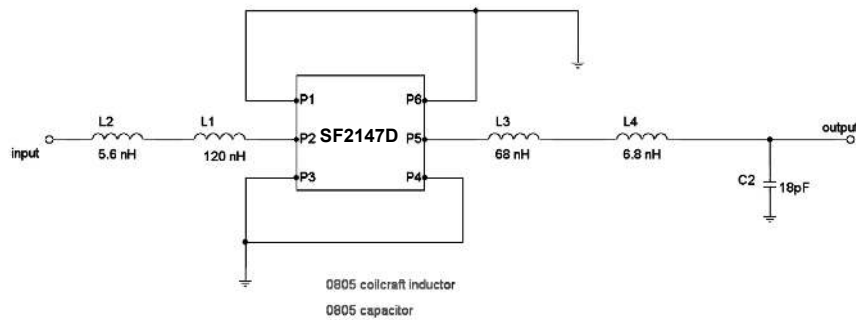 P1
P6
L2
L1
SF2147D
L3
L4
output
P2
P5
input
5.6 nH
120 nH
68 nH
6.8 nH
P3
P4
C2
18pF
0805 coilcraft inductor
0805 capacitor